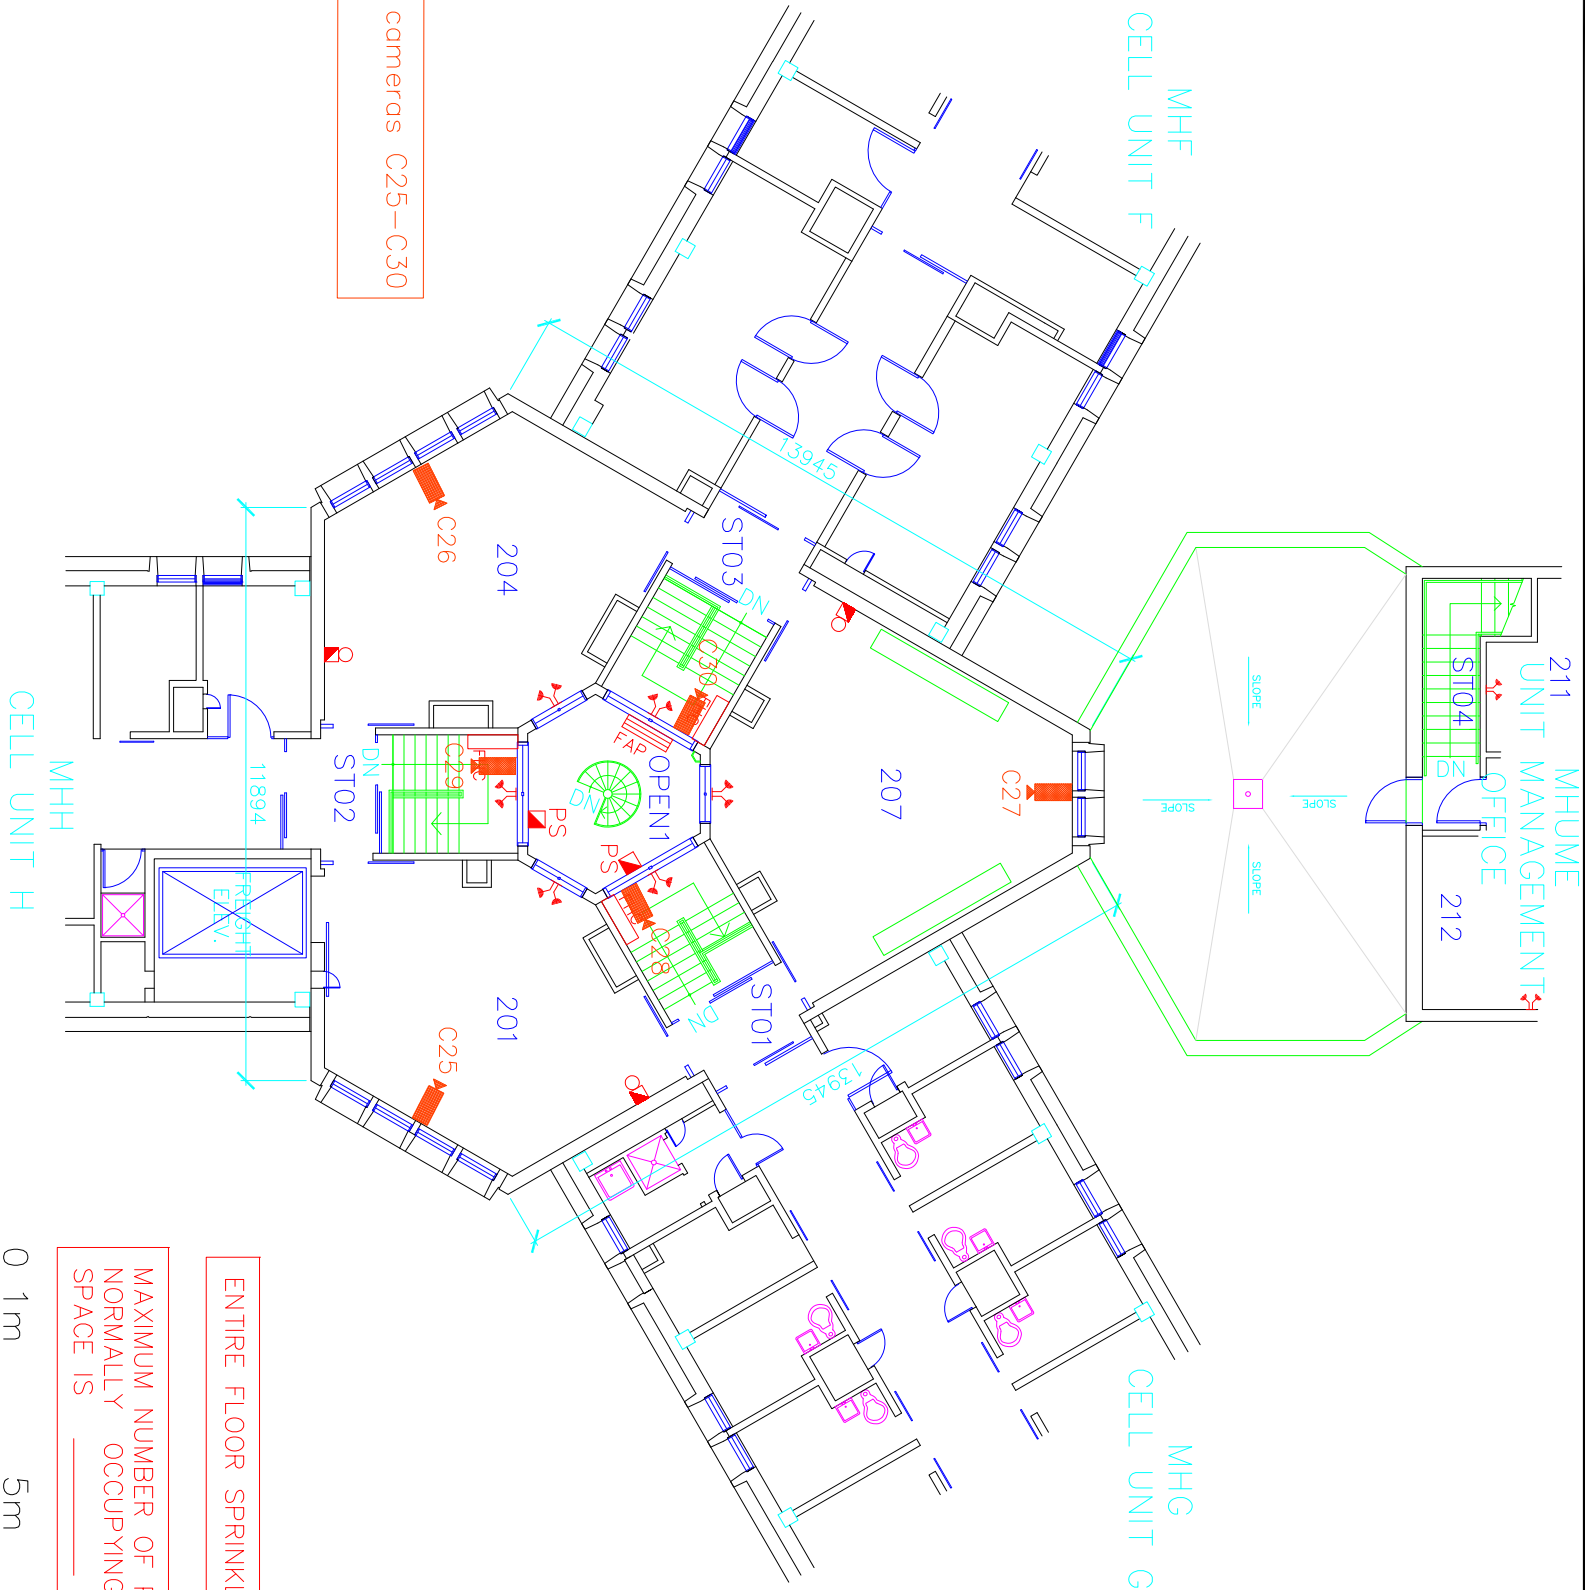 211
MHUME
UNIT MANAGEMENT
OFFICE
ST04
DN
212
SLOPE
SLOPE
SLOPE
SLOPE
MHF
CELL UNIT F
MHG
CELL UNIT G
13945
13945
C27
207
ST03
DN
C30
FAP
OPEN1
DN
PS
PS
C28
ST01
DN
204
C26
201
C25
C29
DN
ST02
11894
FREIGHT
ELEV.
MHH
CELL UNIT H
cameras C25-C30
ENTIRE FLOOR SPRINKL
MAXIMUM NUMBER OF
NORMALLY OCCUPYING
SPACE IS
0 1m 5m